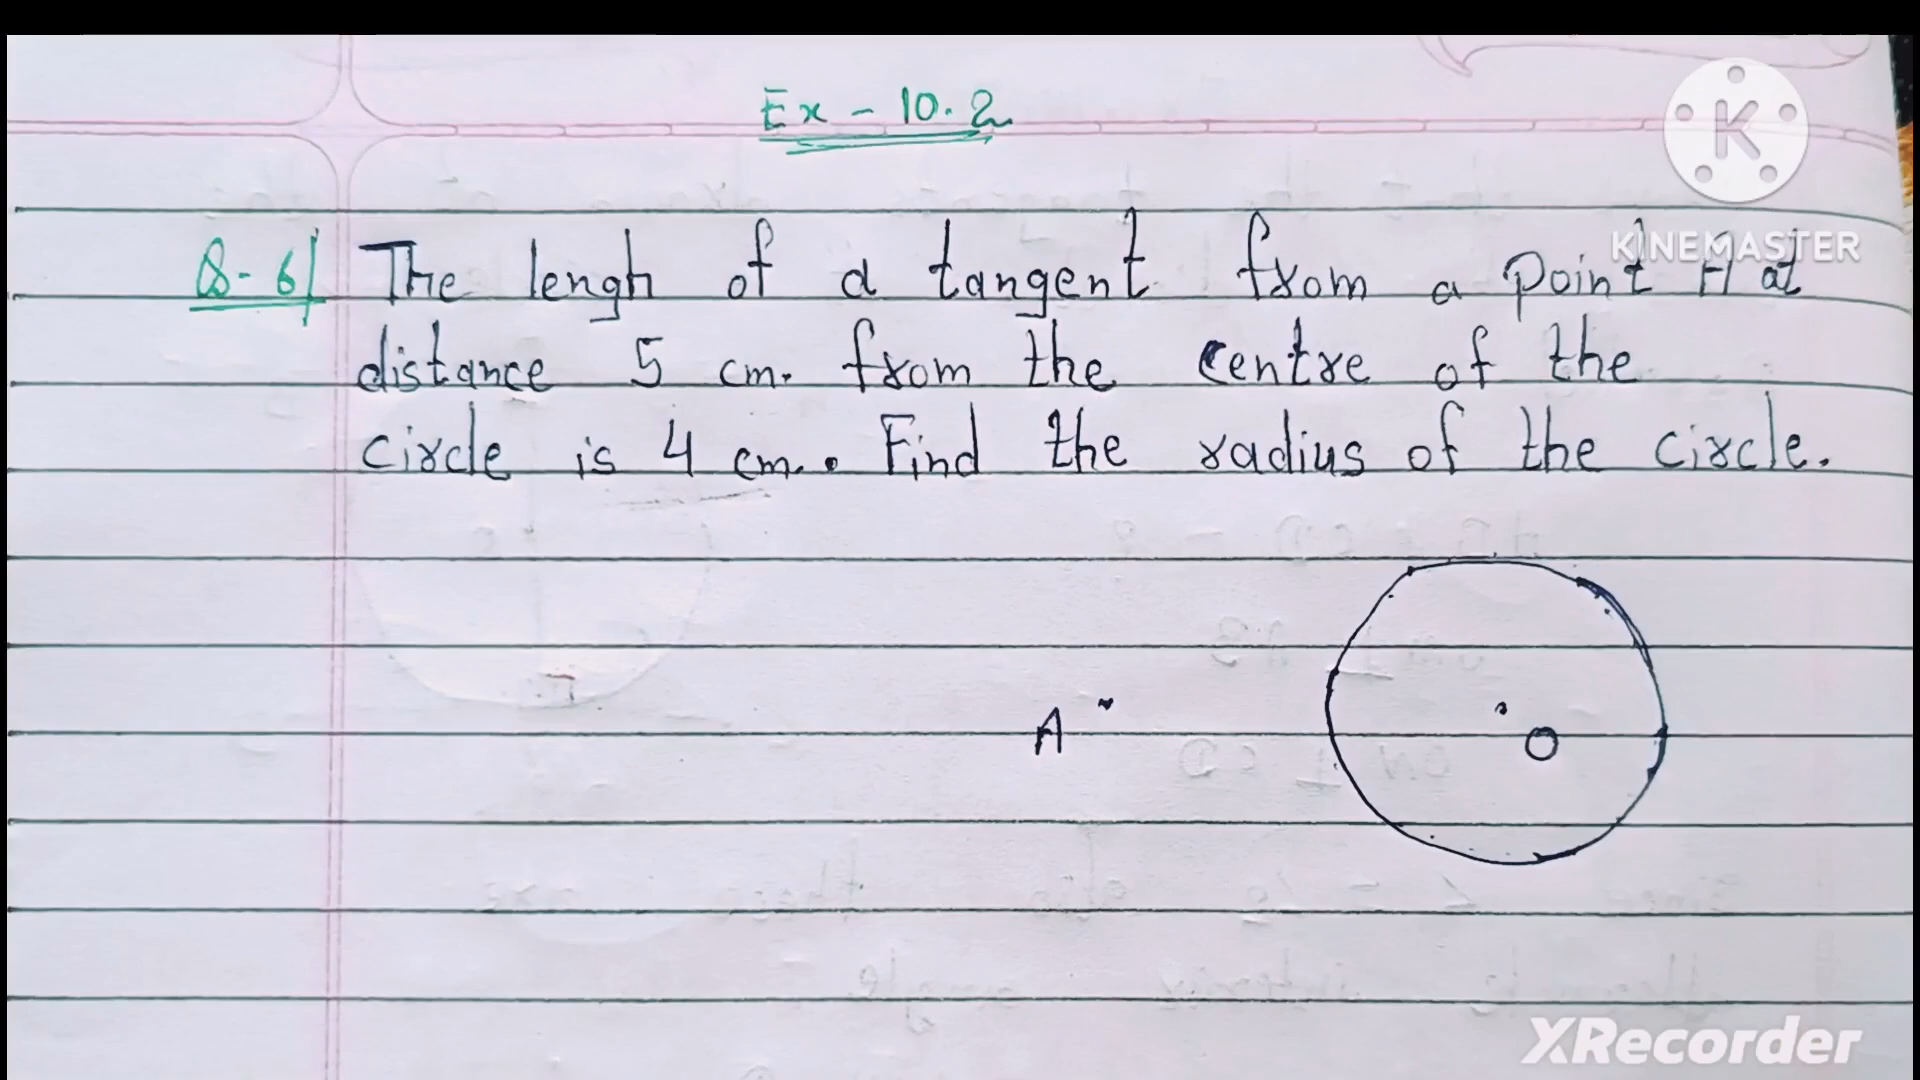 Ex - 10.2
KINEMASTER
Q-6| The lengh of a tangent from a point A at
distance 5 cm. from the centre of the
circle is 4 cm. Find the radius of the circle.
A
O
XRecorder